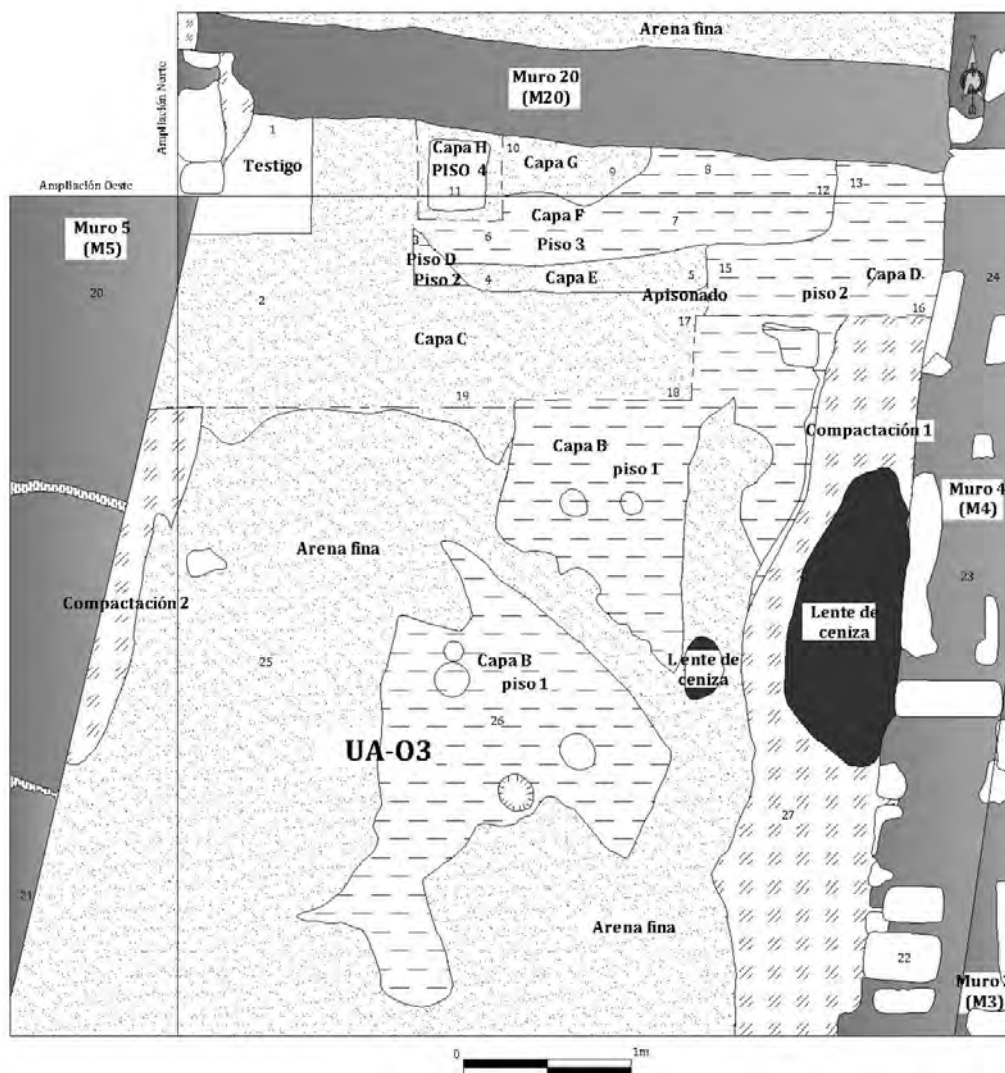 Arena fina
Ampliación Norte
Muro 20
(M20)
1
Testigo
Capa H
PISO 4
11
10
Capa G
9
8
12
13
Ampliación Oeste
Muro 5
(M5)
20
Capa F
7
6
Piso 3
3
Piso D
Piso 2
4
Capa E
5
15
Apisonado
Capa D
piso 2
16
24
2
17
Capa C
19
18
Capa B
piso 1
Compactación 1
Muro 4
(M4)
Arena fina
23
Compactación 2
Lente de
ceniza
25
Capa B
piso 1
Lente de
ceniza
26
UA-O3
27
21
Arena fina
22
Muro
(M3)
0
1m